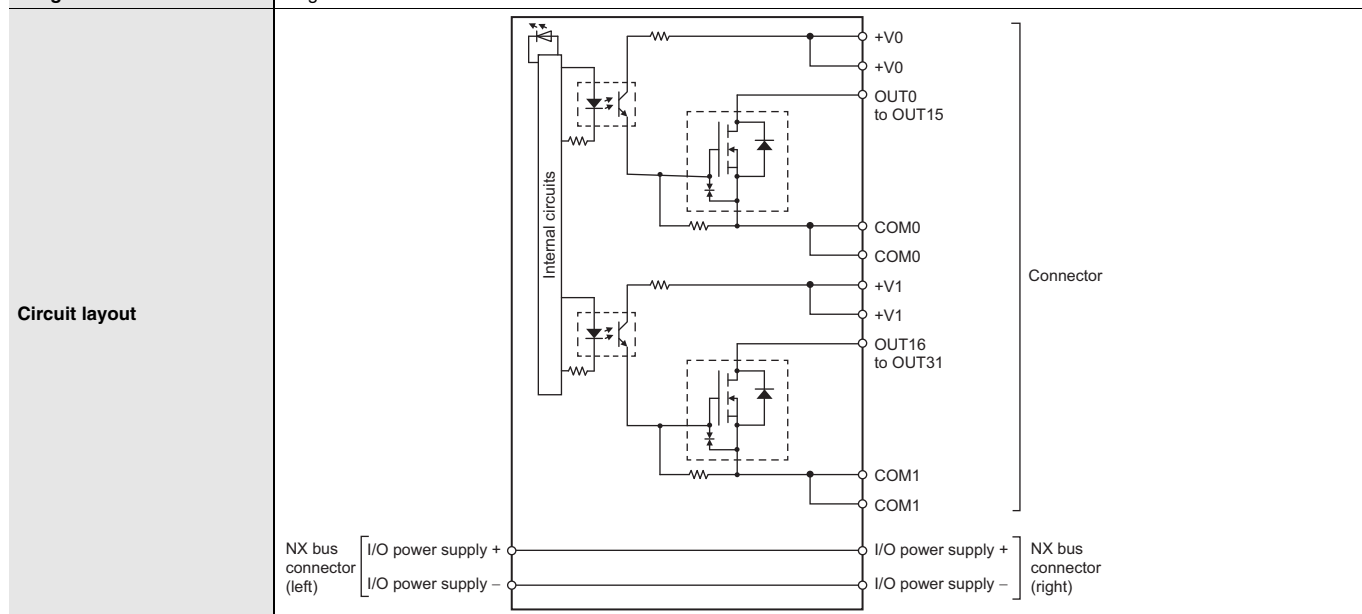 Circuit layout
Internal circuits
+V0
+V0
OUT0
to OUT15
COM0
COM0
+V1
+V1
OUT16
to OUT31
COM1
COM1
Connector
NX bus
connector
(left)
I/O power supply +
I/O power supply –
I/O power supply +
I/O power supply –
NX bus
connector
(right)